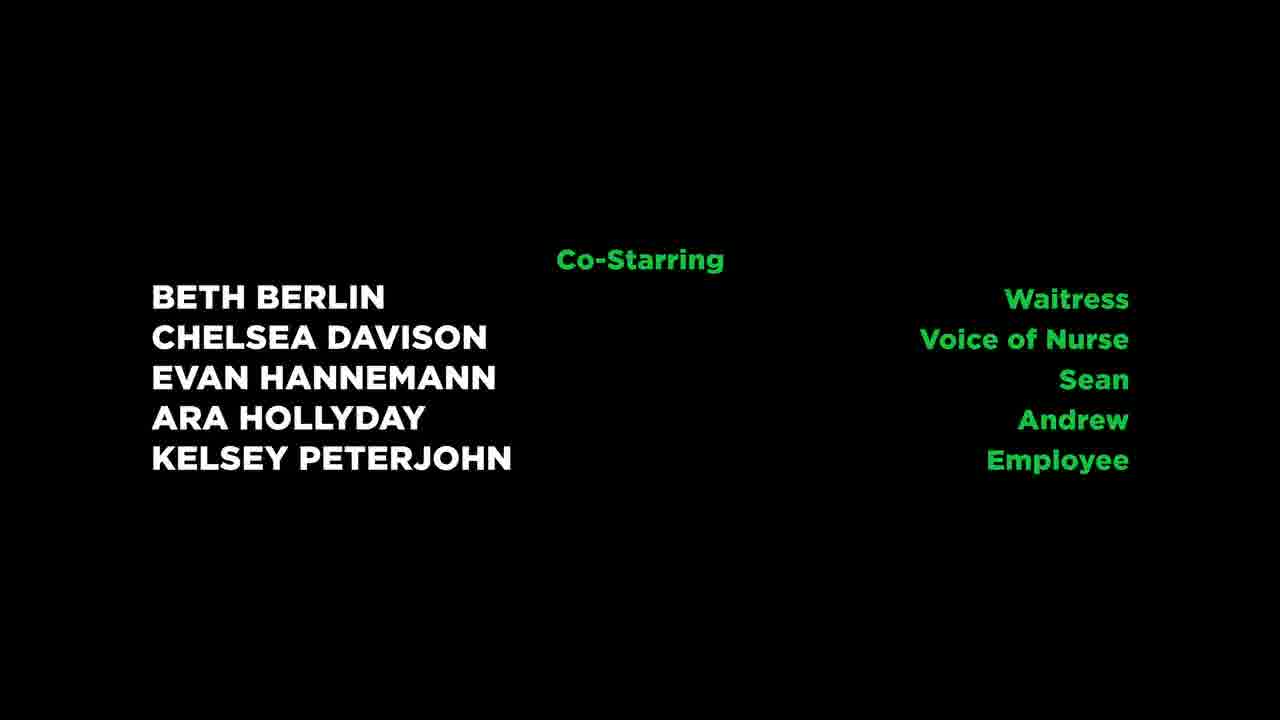 Co-Starring
BETH BERLIN Waitress
CHELSEA DAVISON Voice of Nurse
EVAN HANNEMANN Sean
ARA HOLLYDAY Andrew
KELSEY PETERJOHN Employee